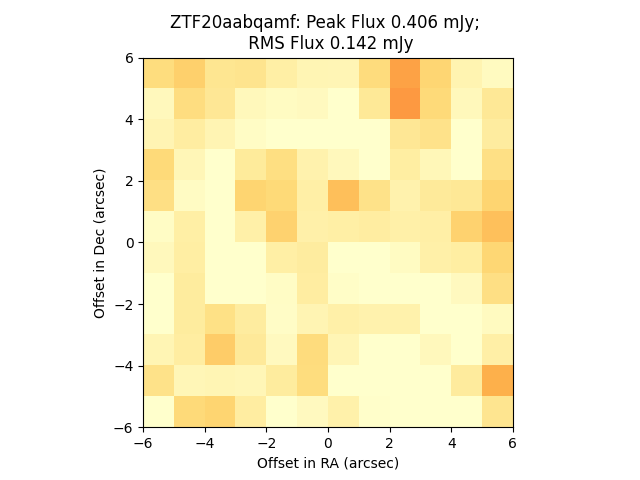 ZTF20aabqamf: Peak Flux 0.406 mJy;
RMS Flux 0.142 mJy
6
4
2
0
−2
−4
−6
Offset in Dec (arcsec)
−6 −4 −2 0 2 4 6
Offset in RA (arcsec)